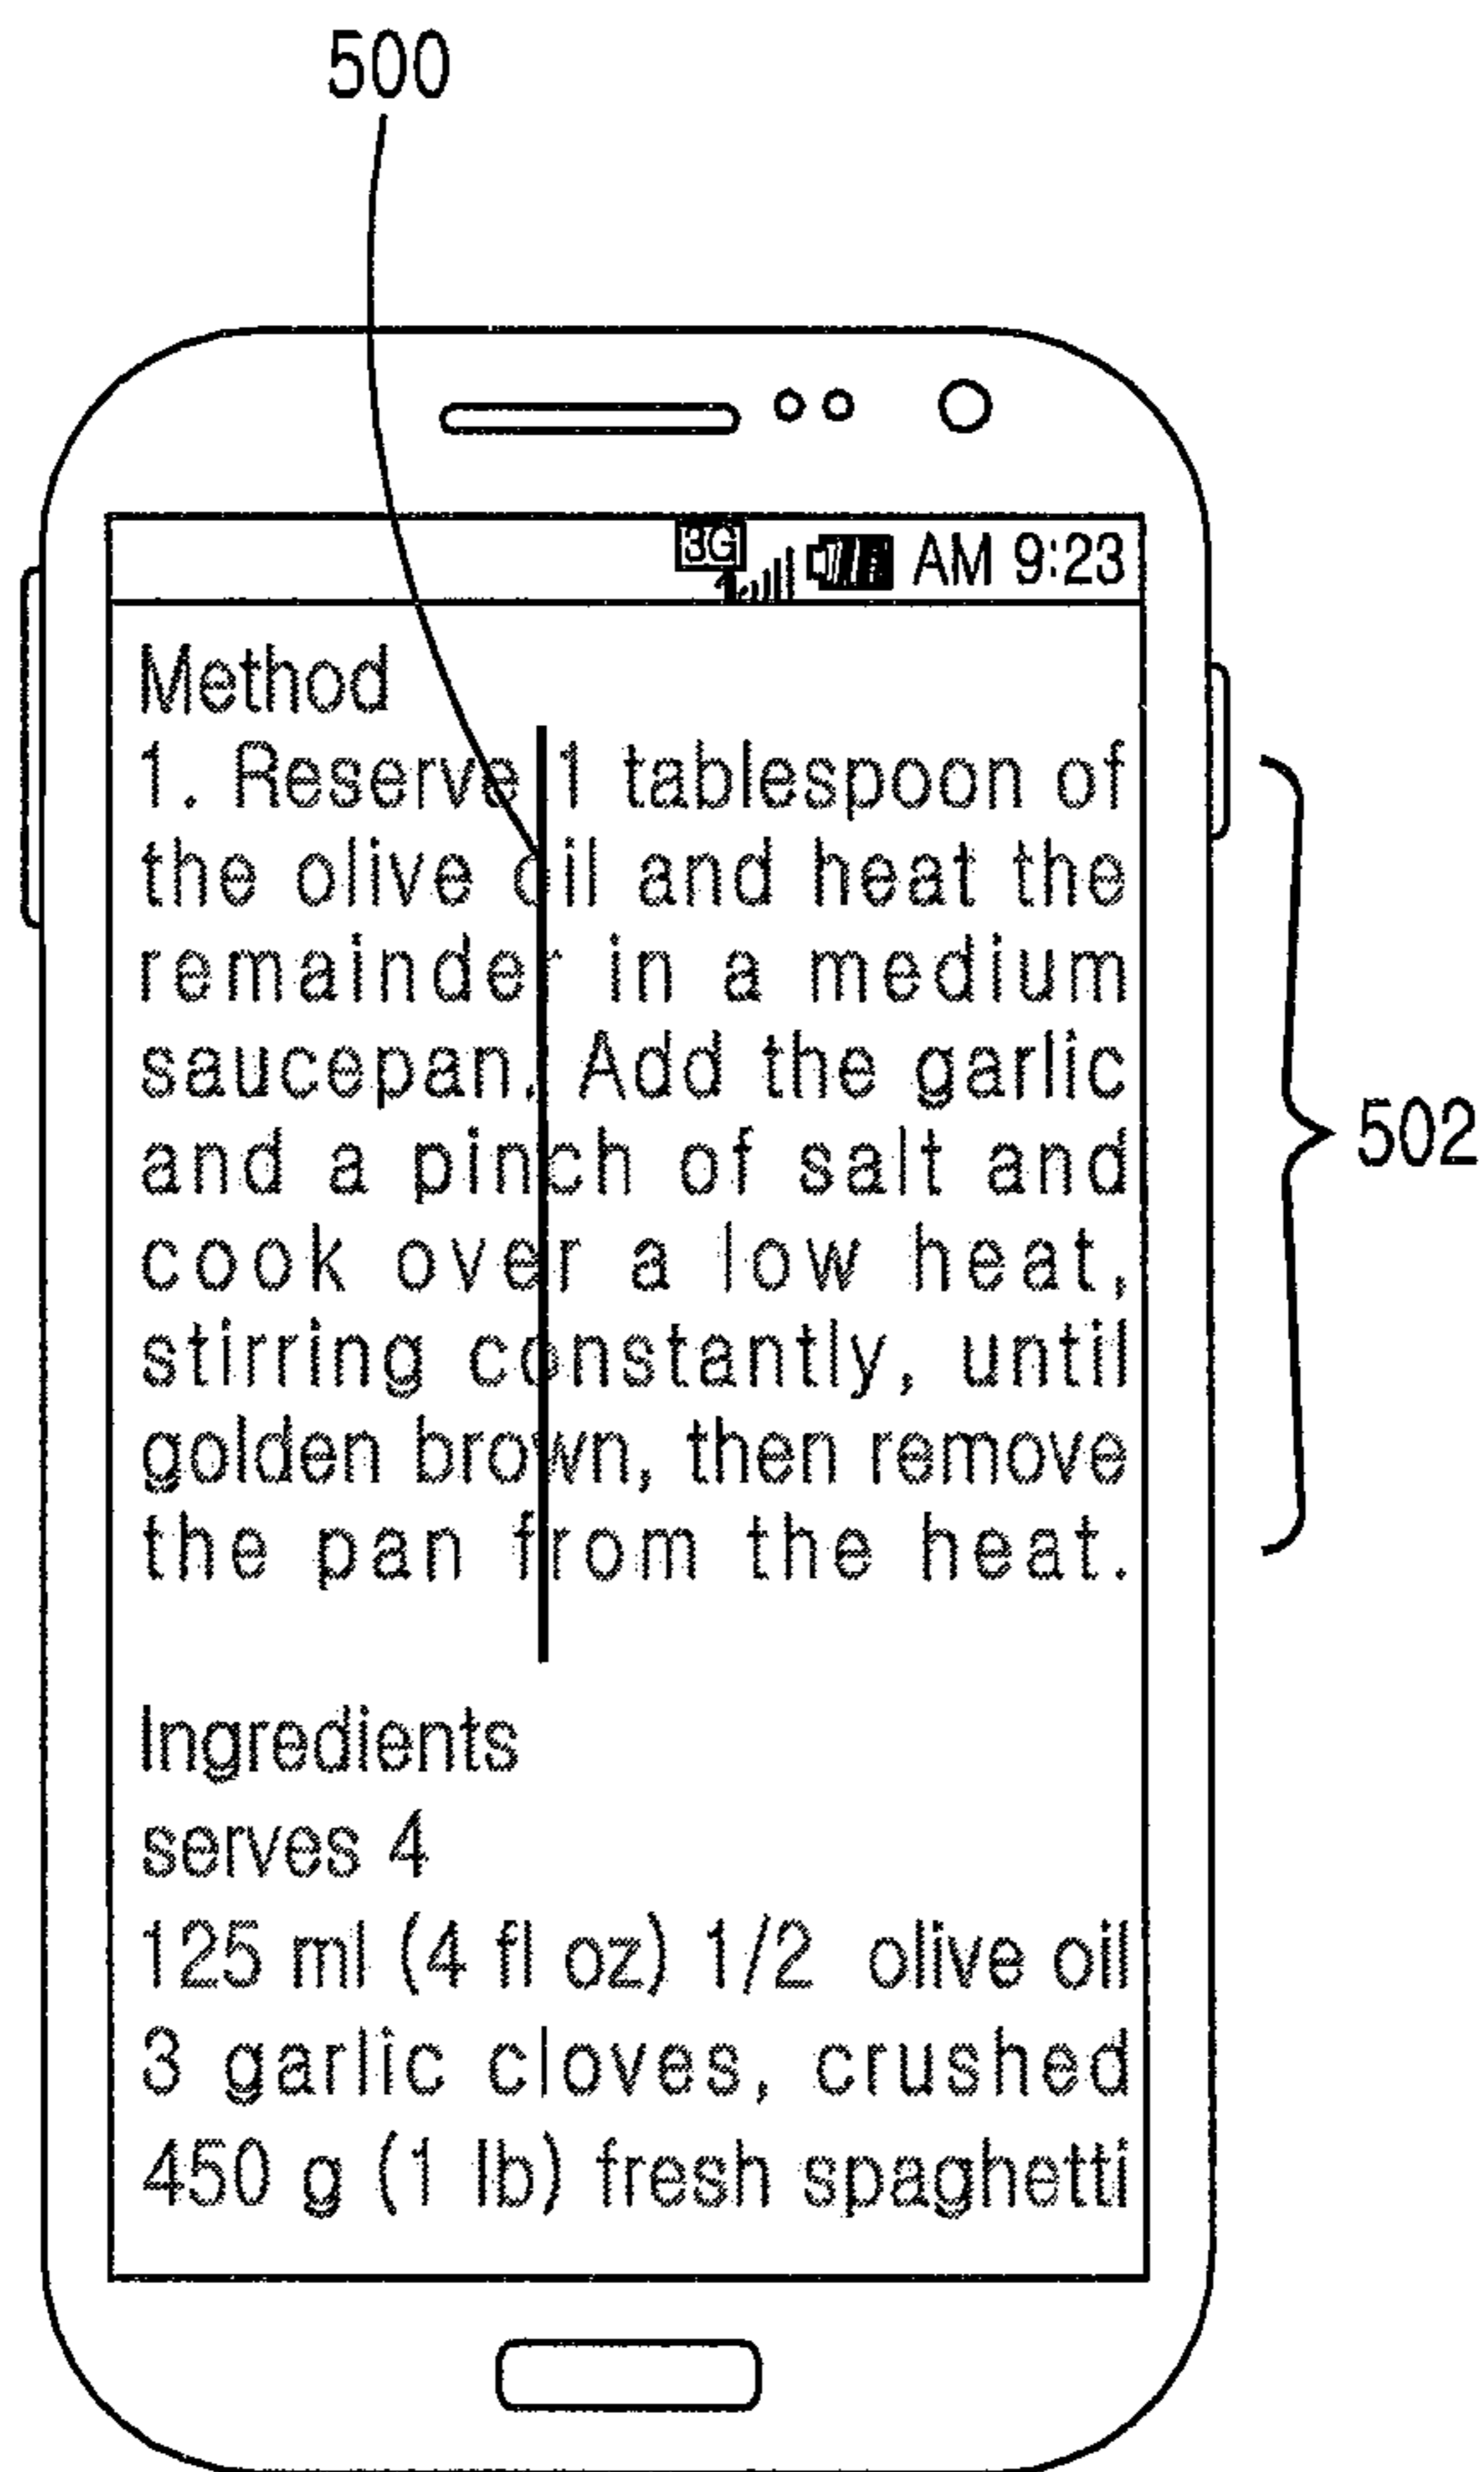 500
3G AM 9:23
Method
1. Reserve 1 tablespoon of
the olive oil and heat the
remainder in a medium
saucepan. Add the garlic
and a pinch of salt and
cook over a low heat,
stirring constantly, until
golden brown, then remove
the pan from the heat.
502
Ingredients
serves 4
125 ml (4 fl oz) 1/2 olive oil
3 garlic cloves, crushed
450 g (1 lb) fresh spaghetti